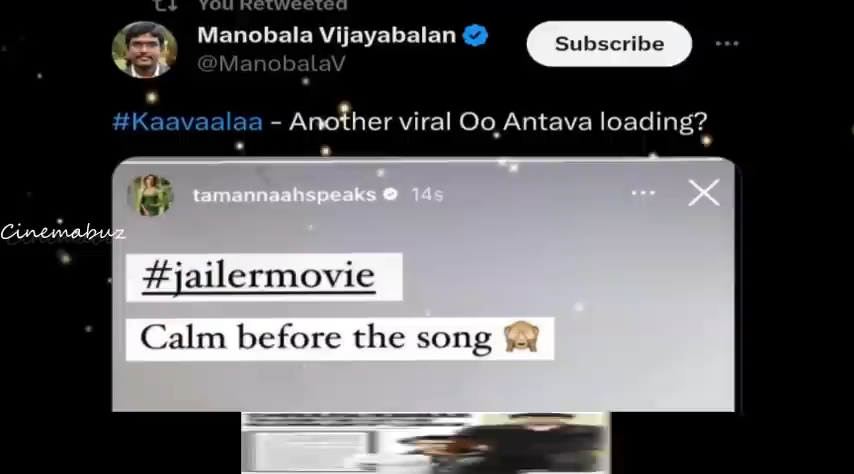 You Retweeted
Manobala Vijayabalan
@ManobalaV
Subscribe
#Kaavaalaa - Another viral Oo Antava loading?
tamannaahspeaks 14s
Cinemabuz
#jailermovie
Calm before the song 🙈